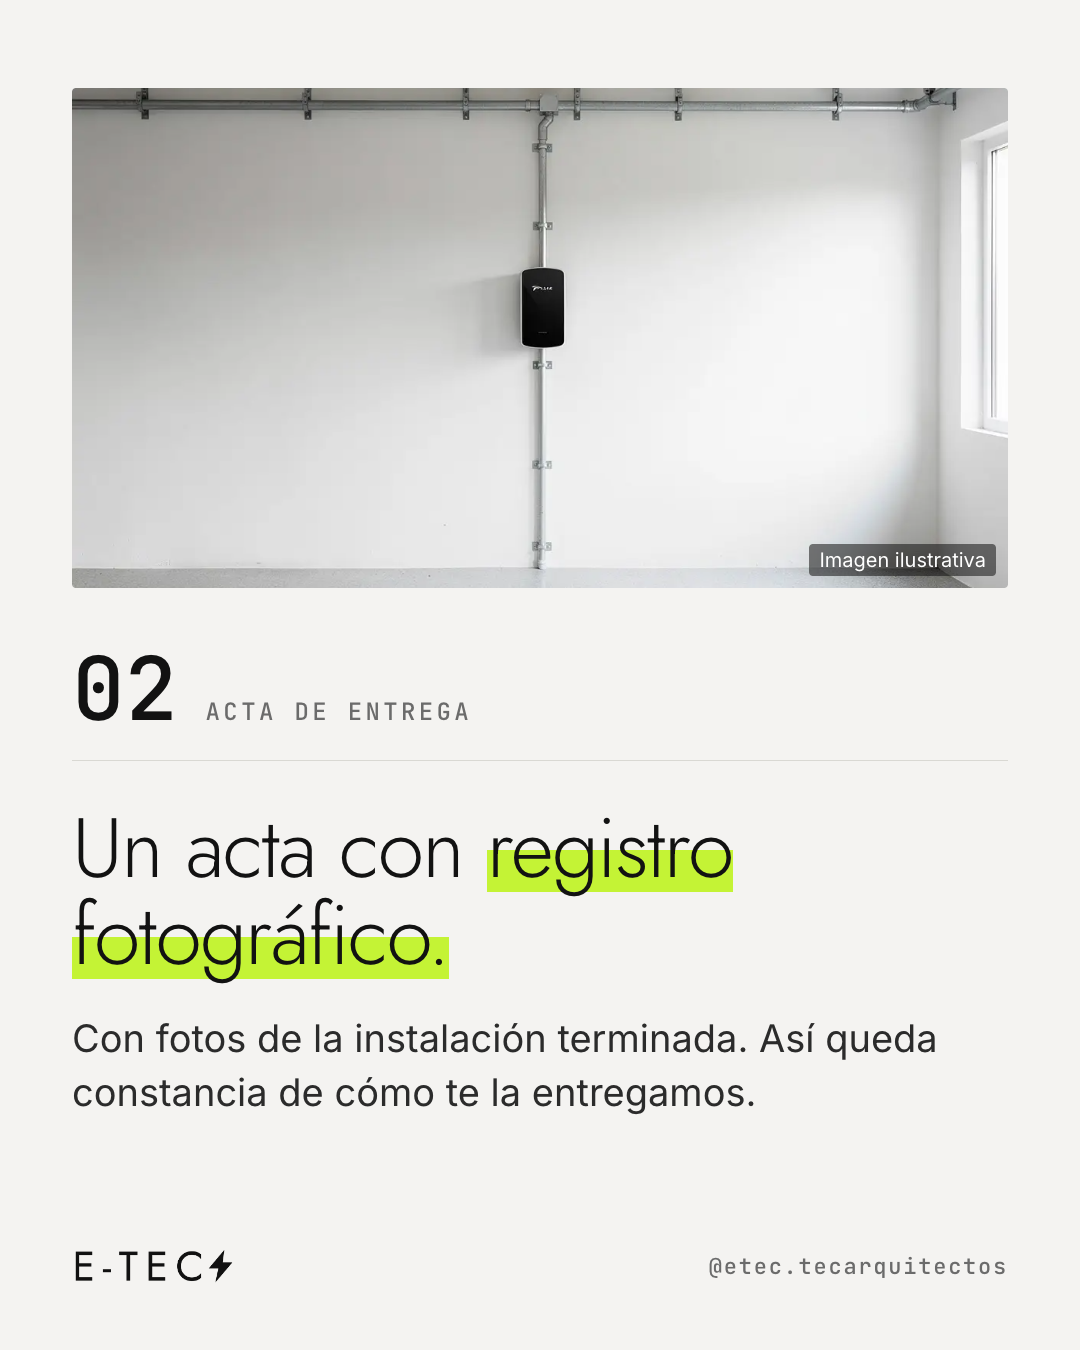 Imagen ilustrativa
02 ACTA DE ENTREGA
Un acta con registro
fotográfico.
Con fotos de la instalación terminada. Así queda
constancia de cómo te la entregamos.
E-TEC
@etec.tecarquitectos